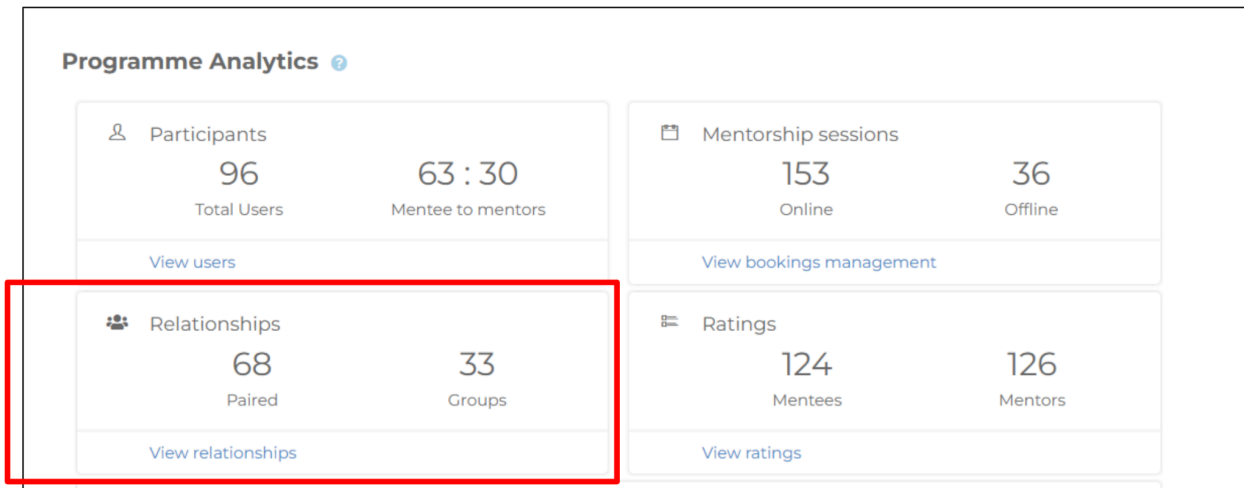 Programme Analytics ?
Participants
96 63 : 30
Total Users Mentee to mentors
View users
Mentorship sessions
153 36
Online Offline
View bookings management
Relationships
68 33
Paired Groups
View relationships
Ratings
124 126
Mentees Mentors
View ratings